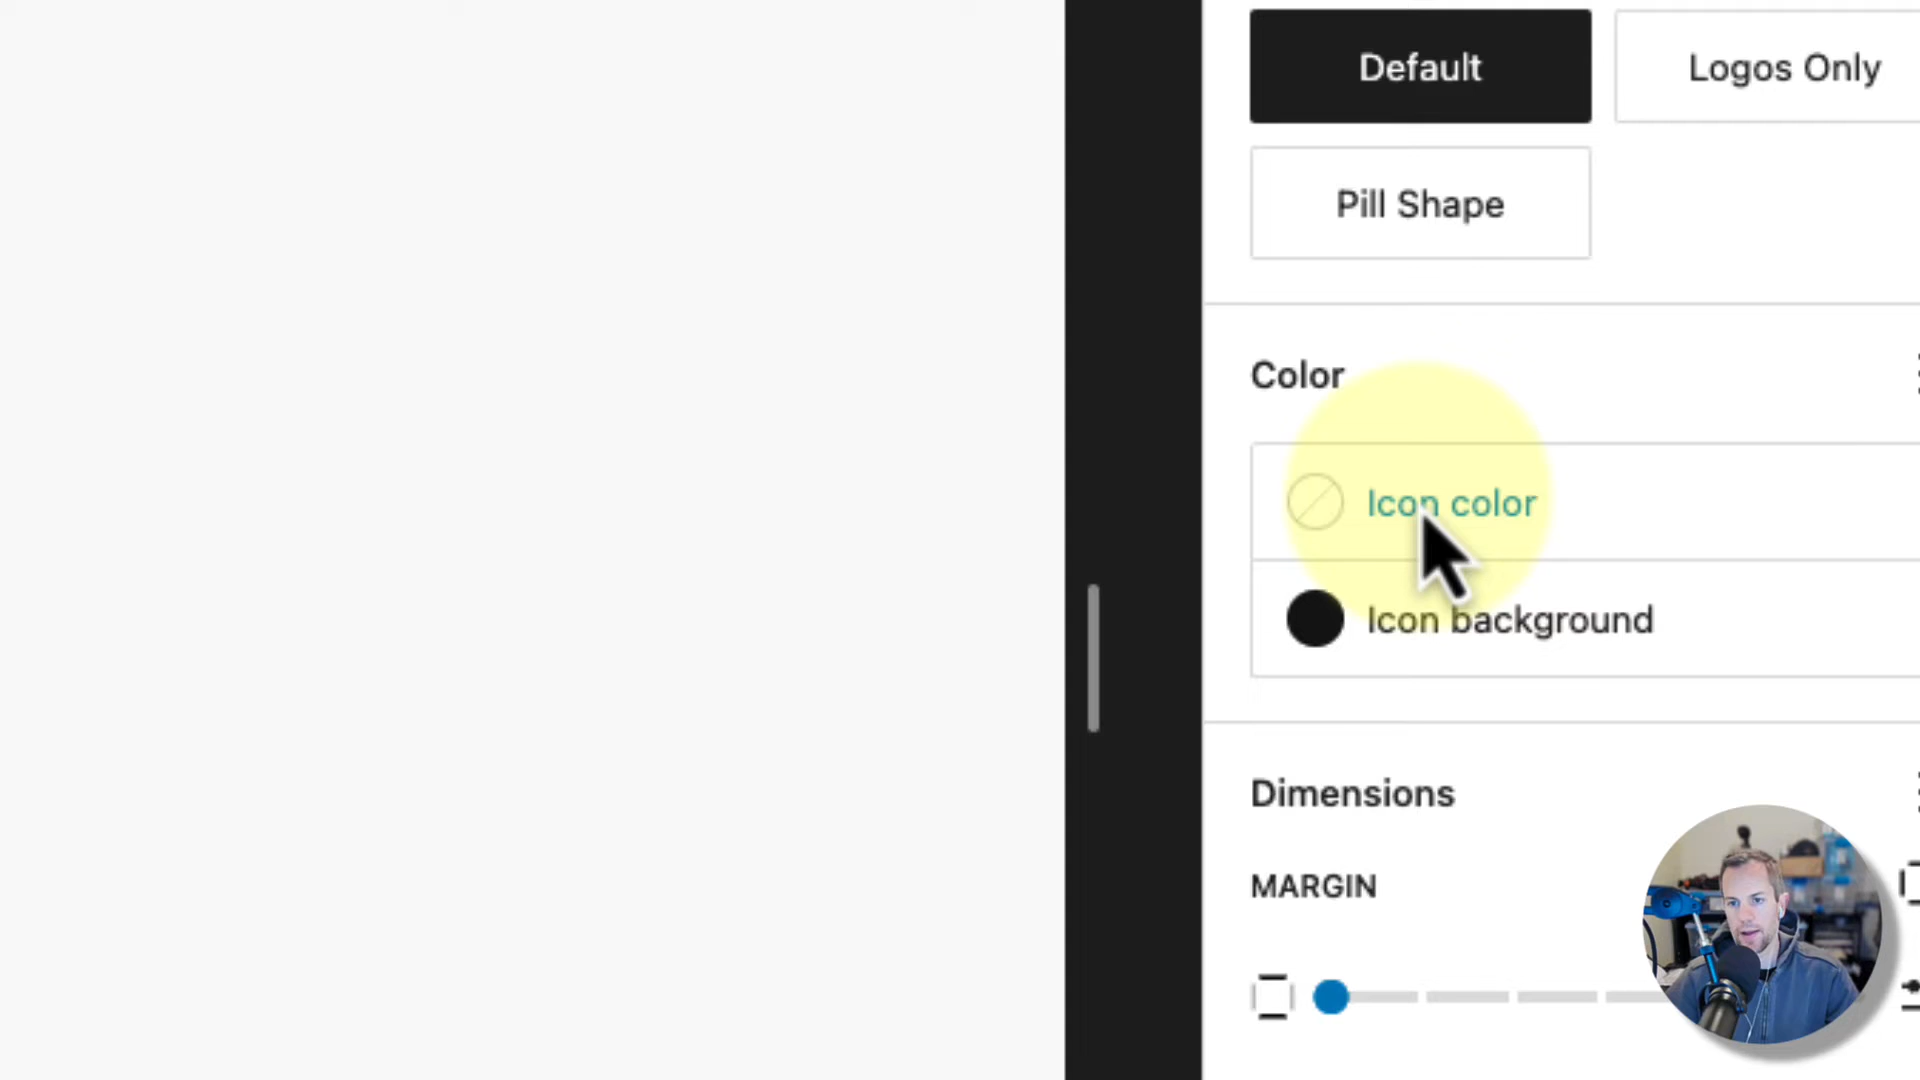 Default
Logos Only
Pill Shape
Color
Icon color
Icon background
Dimensions
MARGIN